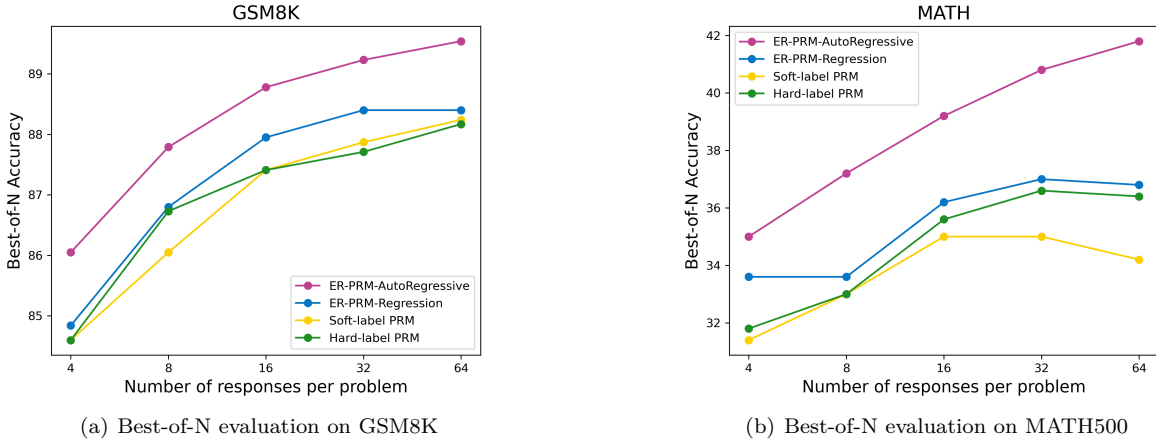 GSM8K
Best-of-N Accuracy
89
88
87
86
85
ER-PRM-AutoRegressive
ER-PRM-Regression
Soft-label PRM
Hard-label PRM
4 8 16 32 64
Number of responses per problem
(a) Best-of-N evaluation on GSM8K
MATH
Best-of-N Accuracy
42
40
38
36
34
32
ER-PRM-AutoRegressive
ER-PRM-Regression
Soft-label PRM
Hard-label PRM
4 8 16 32 64
Number of responses per problem
(b) Best-of-N evaluation on MATH500